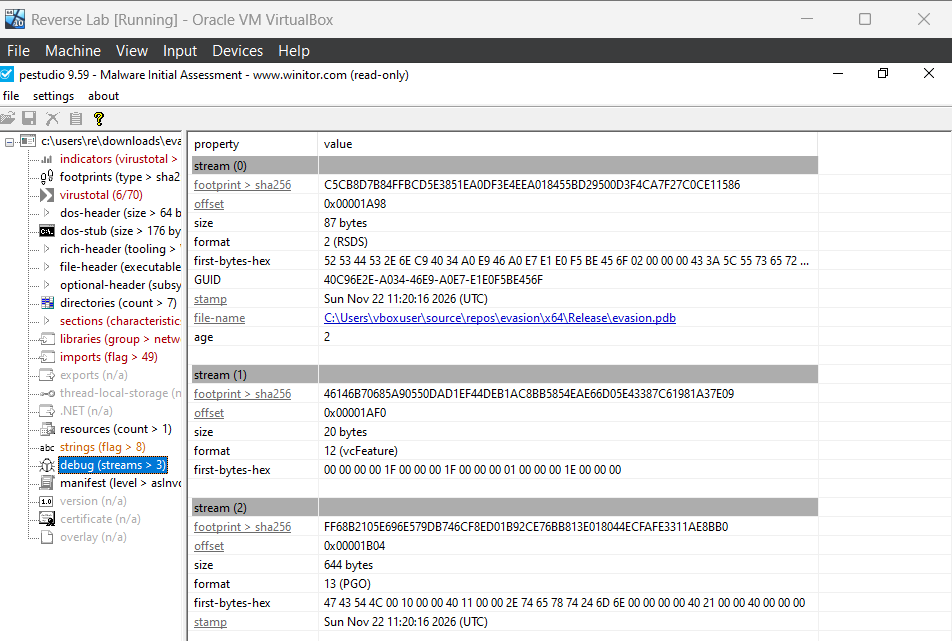 Reverse Lab [Running] - Oracle VM VirtualBox
File Machine View Input Devices Help
pestudio 9.59 - Malware Initial Assessment - www.winitor.com (read-only)
file settings about
c:\users\re\downloads\eva
indicators (virustotal >
footprints (type > sha2
virustotal (6/70)
dos-header (size > 64 b
dos-stub (size > 176 by
rich-header (tooling >
file-header (executable
optional-header (subsy
directories (count > 7)
sections (characteristic
libraries (group > netw
imports (flag > 49)
exports (n/a)
thread-local-storage (n
.NET (n/a)
resources (count > 1)
abc strings (flag > 8)
debug (streams > 3)
manifest (level > asInvo
1.0 version (n/a)
certificate (n/a)
overlay (n/a)
property value
stream (0)
footprint > sha256 C5CB8D7B84FFBCD5E3851EA0DF3E4EEA018455BD29500D3F4CA7F27C0CE11586
offset 0x00001A98
size 87 bytes
format 2 (RSDS)
first-bytes-hex 52 53 44 53 2E 6E C9 40 34 A0 E9 46 A0 E7 E1 E0 F5 BE 45 6F 02 00 00 00 43 3A 5C 55 73 65 72 ...
GUID 40C96E2E-A034-46E9-A0E7-E1E0F5BE456F
stamp Sun Nov 22 11:20:16 2026 (UTC)
file-name C:\Users\vboxuser\source\repos\evasion\x64\Release\evasion.pdb
age 2
stream (1)
footprint > sha256 46146B70685A90550DAD1EF44DEB1AC8BB5854EAE66D05E43387C61981A37E09
offset 0x00001AF0
size 20 bytes
format 12 (vcFeature)
first-bytes-hex 00 00 00 00 1F 00 00 00 1F 00 00 00 01 00 00 00 1E 00 00 00
stream (2)
footprint > sha256 FF68B2105E696E579DB746CF8ED01B92CE76BB813E018044ECFAFE3311AE8BB0
offset 0x00001B04
size 644 bytes
format 13 (PGO)
first-bytes-hex 47 43 54 4C 00 10 00 00 40 11 00 00 2E 74 65 78 74 24 6D 6E 00 00 00 00 40 21 00 00 40 00 00 00
stamp Sun Nov 22 11:20:16 2026 (UTC)